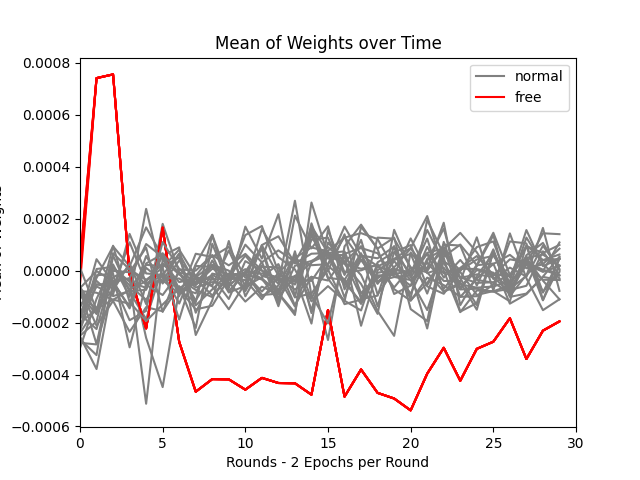 Mean of Weights over Time
0.0008
0.0006
0.0004
0.0002
0.0000
−0.0002
−0.0004
−0.0006
0 5 10 15 20 25 30
Rounds - 2 Epochs per Round
normal
free